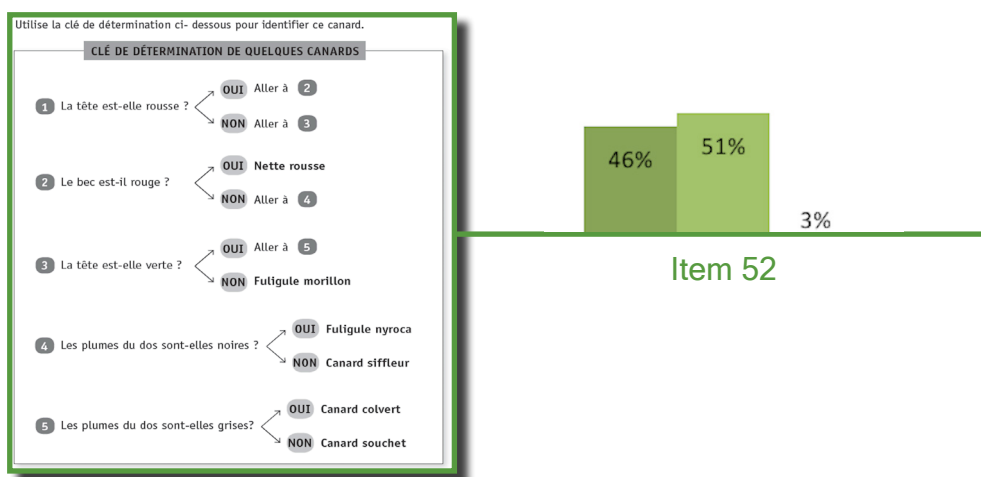 Utilise la clé de détermination ci- dessous pour identifier ce canard.
CLÉ DE DÉTERMINATION DE QUELQUES CANARDS
1 La tête est-elle rousse ?
OUI Aller à 2
NON Aller à 3
2 Le bec est-il rouge ?
OUI Nette rousse
NON Aller à 4
3 La tête est-elle verte ?
OUI Aller à 5
NON Fuligule morillon
4 Les plumes du dos sont-elles noires ?
OUI Fuligule nyroca
NON Canard siffleur
5 Les plumes du dos sont-elles grises?
OUI Canard colvert
NON Canard souchet
46%
51%
3%
Item 52